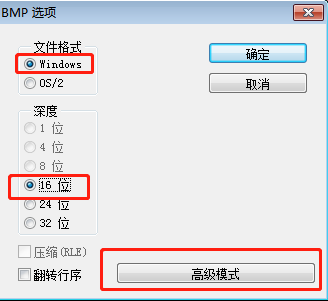 BMP 选项
文件格式
Windows
OS/2
确定
取消
深度
1 位
4 位
8 位
16 位
24 位
32 位
压缩(RLE)
翻转行序
高级模式